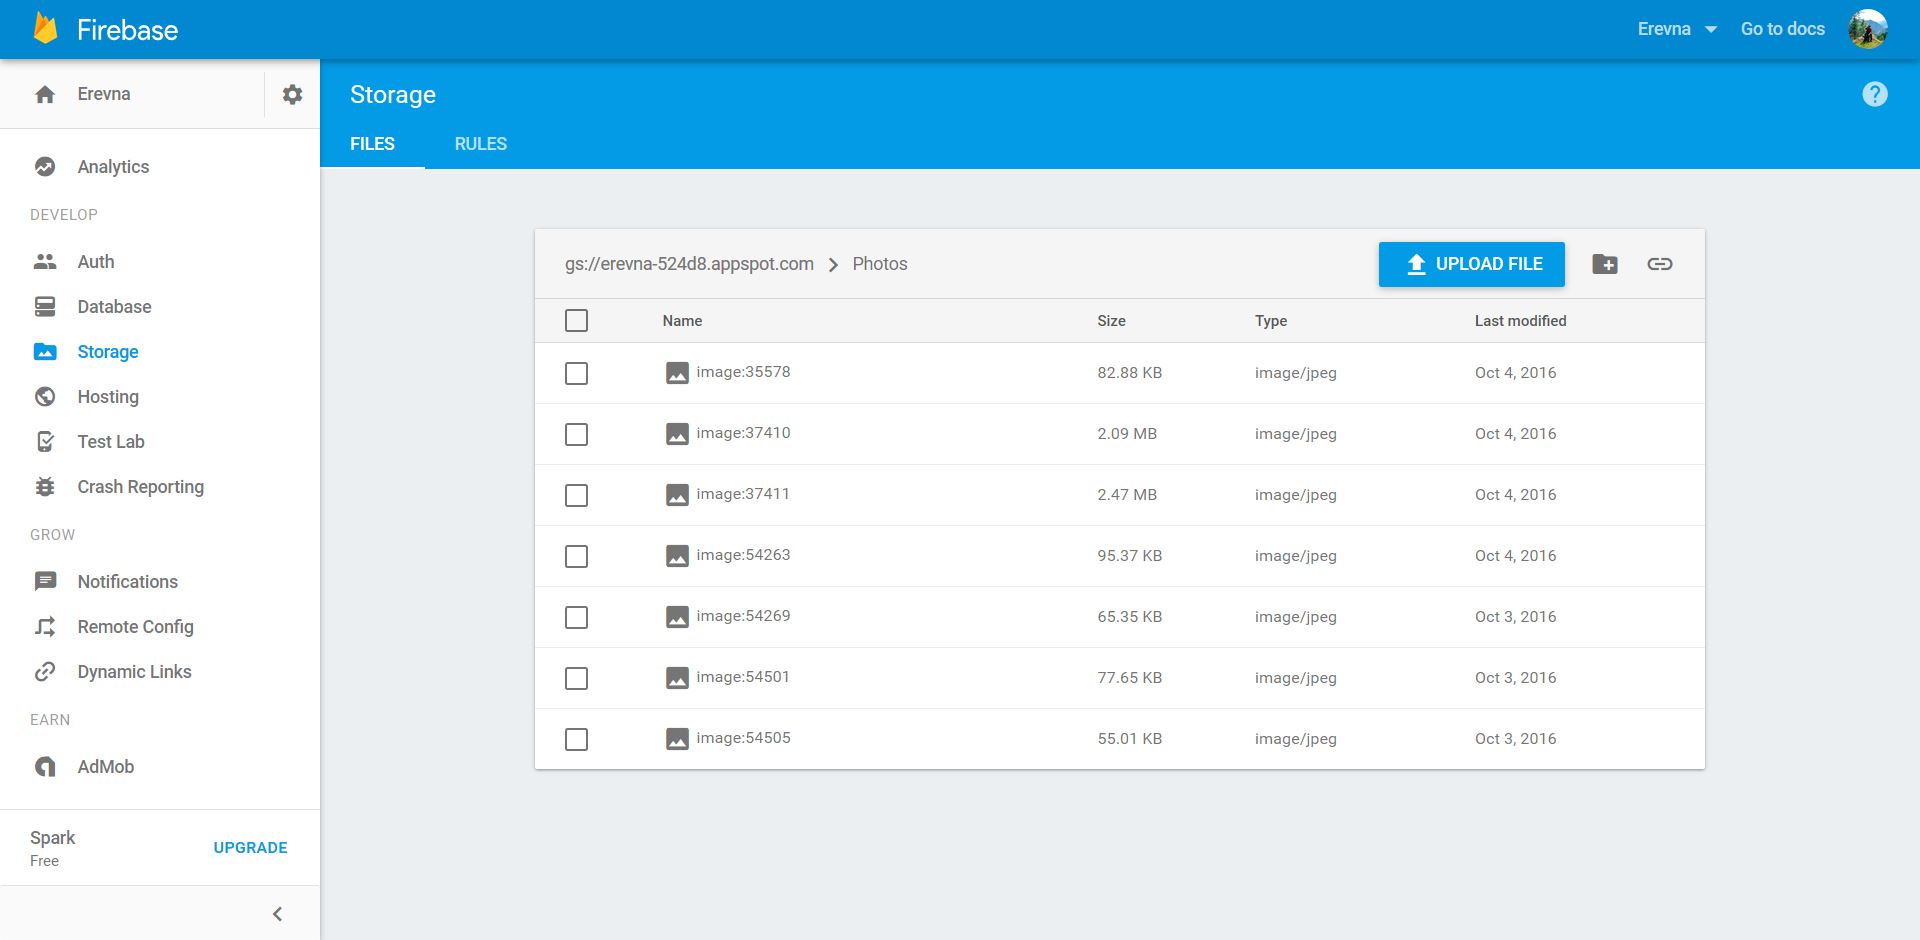 Firebase
Erevna
Go to docs
Erevna
Storage
FILES RULES
Analytics
DEVELOP
Auth
Database
Storage
Hosting
Test Lab
Crash Reporting
GROW
Notifications
Remote Config
Dynamic Links
EARN
AdMob
Spark
Free
UPGRADE
gs://erevna-524d8.appspot.com Photos
UPLOAD FILE
Name Size Type Last modified
image:35578 82.88 KB image/jpeg Oct 4, 2016
image:37410 2.09 MB image/jpeg Oct 4, 2016
image:37411 2.47 MB image/jpeg Oct 4, 2016
image:54263 95.37 KB image/jpeg Oct 4, 2016
image:54269 65.35 KB image/jpeg Oct 3, 2016
image:54501 77.65 KB image/jpeg Oct 3, 2016
image:54505 55.01 KB image/jpeg Oct 3, 2016